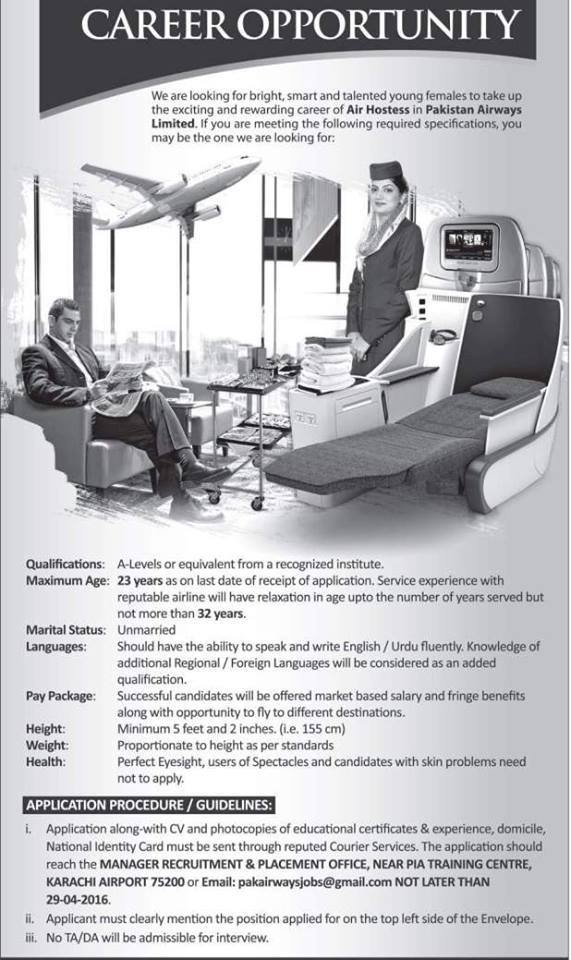 CAREER OPPORTUNITY
We are looking for bright, smart and talented young females to take up
the exciting and rewarding career of Air Hostess in Pakistan Airways
Limited. If you are meeting the following required specifications, you
may be the one we are looking for:
Qualifications: A-Levels or equivalent from a recognized institute.
Maximum Age: 23 years as on last date of receipt of application. Service experience with
reputable airline will have relaxation in age upto the number of years served but
not more than 32 years.
Marital Status: Unmarried
Languages: Should have the ability to speak and write English / Urdu fluently. Knowledge of
additional Regional / Foreign Languages will be considered as an added
qualification.
Pay Package: Successful candidates will be offered market based salary and fringe benefits
along with opportunity to fly to different destinations.
Height: Minimum 5 feet and 2 inches. (i.e. 155 cm)
Weight: Proportionate to height as per standards
Health: Perfect Eyesight, users of Spectacles and candidates with skin problems need
not to apply.
APPLICATION PROCEDURE / GUIDELINES:
i. Application along-with CV and photocopies of educational certificates & experience, domicile,
National Identity Card must be sent through reputed Courier Services. The application should
reach the MANAGER RECRUITMENT & PLACEMENT OFFICE, NEAR PIA TRAINING CENTRE,
KARACHI AIRPORT 75200 or Email: pakairwaysjobs@gmail.com NOT LATER THAN
29-04-2016.
ii. Applicant must clearly mention the position applied for on the top left side of the Envelope.
iii. No TA/DA will be admissible for interview.